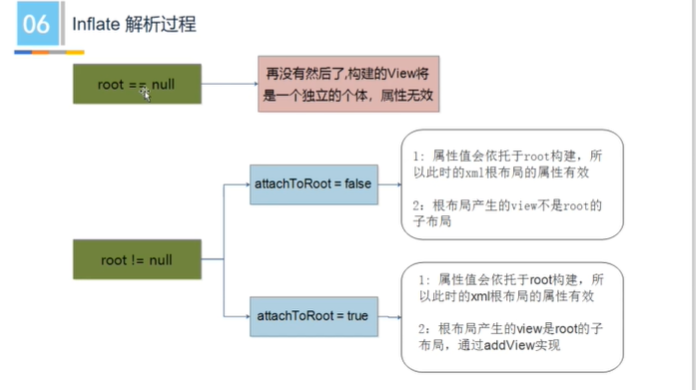 06
Inflate 解析过程
root == null
再没有然后了,构建的View将
是一个独立的个体，属性无效
attachToRoot = false
1: 属性值会依托于root构建，所
以此时的xml根布局的属性有效
2: 根布局产生的view不是root的
子布局
root != null
attachToRoot = true
1: 属性值会依托于root构建，所
以此时的xml根布局的属性有效
2: 根布局产生的view是root的子
布局，通过addView实现